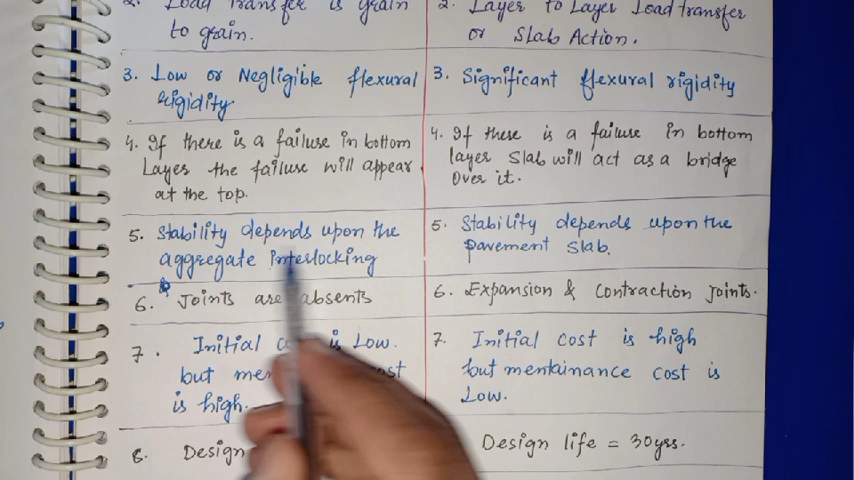 2. Load Transfer is grain
to grain.
3. Low or Negligible flexural
rigidity
4. If there is a failure in bottom
Layer the failure will appear
at the top.
5. Stability depends upon the
aggregate interlocking
6. Joints are absents
7. Initial is Low.
but cost
is high.
8. Design
2. Layer to Layer Load transfer
or Slab Action.
3. Significant flexural rigidity
4. If there is a failure in bottom
layer slab will act as a bridge
over it.
5. Stability depends upon the
pavement slab.
6. Expansion & Contraction Joints.
7. Initial cost is high
but mentainance cost is
Low.
Design life = 30yrs.